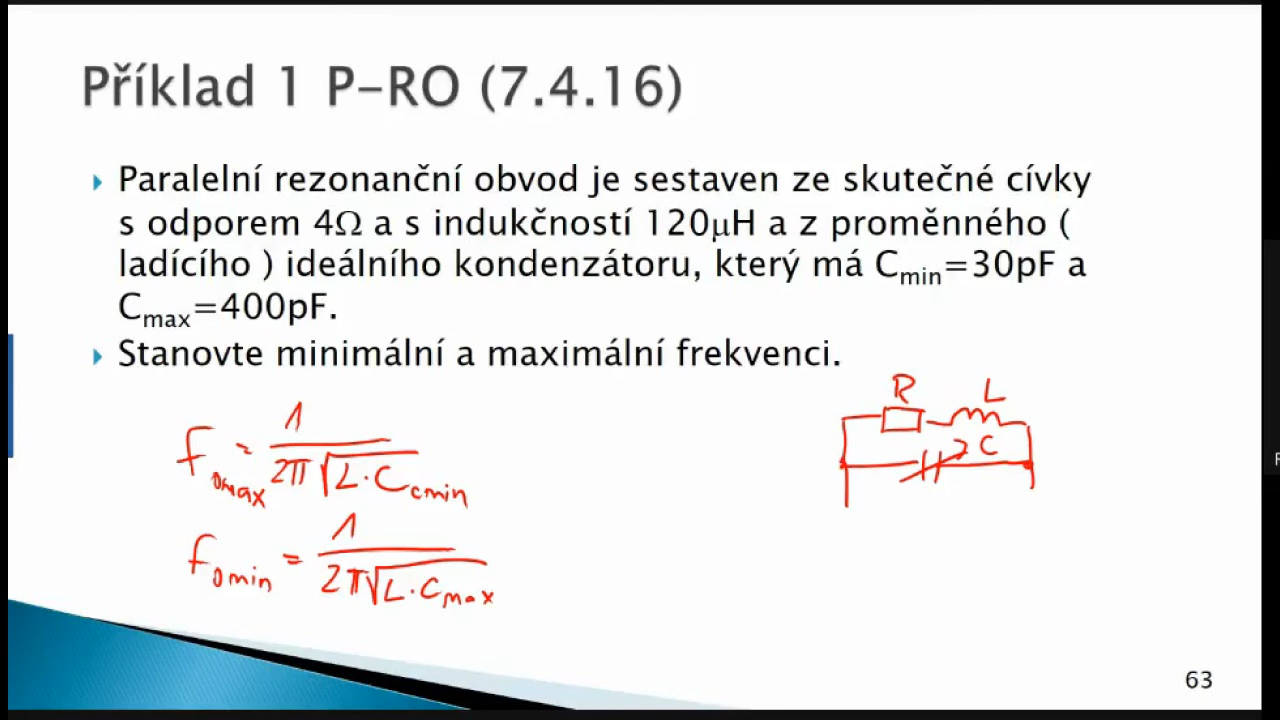 Příklad 1 P-RO (7.4.16)
Paralelní rezonanční obvod je sestaven ze skutečné cívky
s odporem 4Ω a s indukčností 120μH a z proměnného (
ladícího ) ideálního kondenzátoru, který má Cmin=30pF a
Cmax=400pF.
Stanovte minimální a maximální frekvenci.
R L
C
f0max = 1 / 2π√L·Ccmin
f0min = 1 / 2π√L·Cmax
63